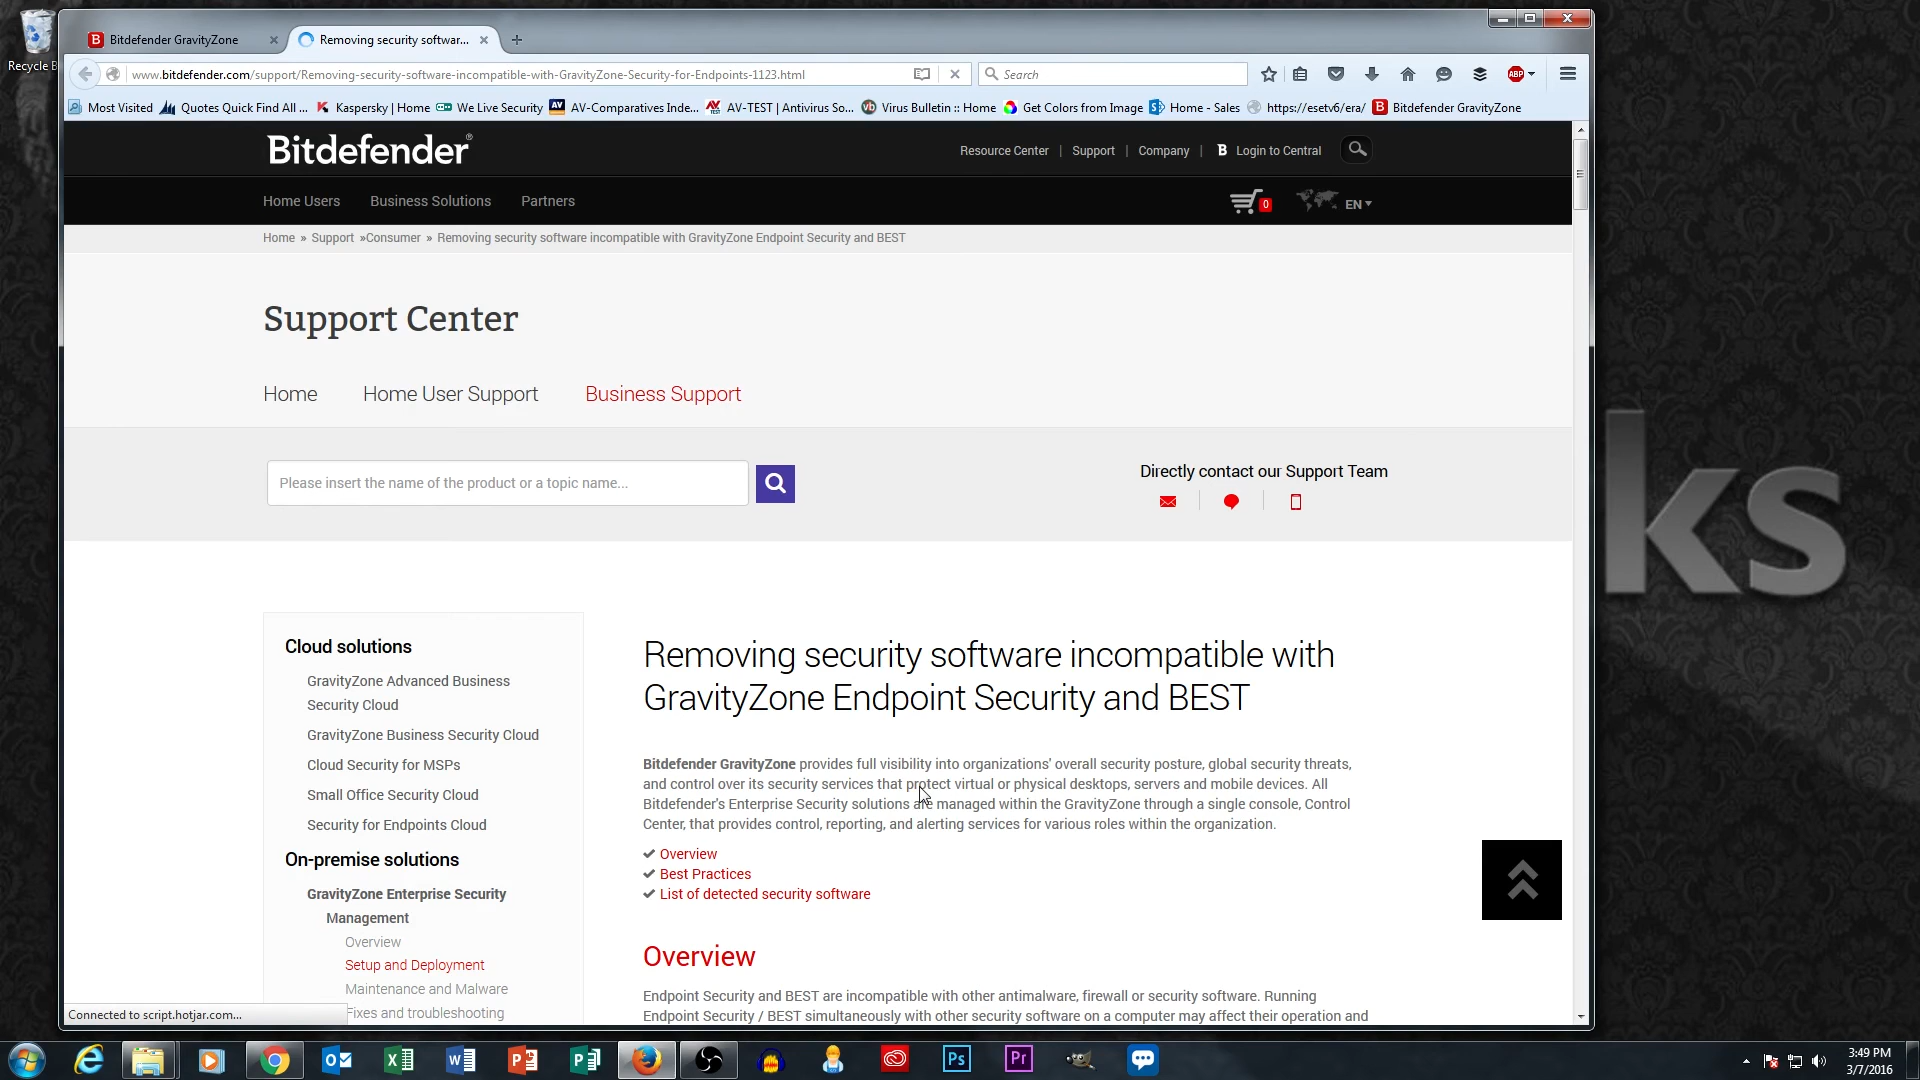 Recycle B
Bitdefender GravityZone
Removing security softwar...
www.bitdefender.com/support/Removing-security-software-incompatible-with-GravityZone-Security-for-Endpoints-1123.html
Search
ABP
Most Visited
Quotes Quick Find All ...
Kaspersky | Home
We Live Security
AV-Comparatives Inde...
AV-TEST | Antivirus So...
Virus Bulletin :: Home
Get Colors from Image
Home - Sales
https://esetv6/era/
Bitdefender GravityZone
Bitdefender®
Resource Center | Support | Company | B Login to Central
Home Users
Business Solutions
Partners
0
EN
Home » Support »Consumer » Removing security software incompatible with GravityZone Endpoint Security and BEST
Support Center
Home
Home User Support
Business Support
Please insert the name of the product or a topic name...
Directly contact our Support Team
Cloud solutions
GravityZone Advanced Business
Security Cloud
GravityZone Business Security Cloud
Cloud Security for MSPs
Small Office Security Cloud
Security for Endpoints Cloud
On-premise solutions
GravityZone Enterprise Security
Management
Overview
Setup and Deployment
Maintenance and Malware
Fixes and troubleshooting
Removing security software incompatible with
GravityZone Endpoint Security and BEST
Bitdefender GravityZone provides full visibility into organizations' overall security posture, global security threats,
and control over its security services that protect virtual or physical desktops, servers and mobile devices. All
Bitdefender's Enterprise Security solutions are managed within the GravityZone through a single console, Control
Center, that provides control, reporting, and alerting services for various roles within the organization.
Overview
Best Practices
List of detected security software
Overview
Endpoint Security and BEST are incompatible with other antimalware, firewall or security software. Running
Endpoint Security / BEST simultaneously with other security software on a computer may affect their operation and
Connected to script.hotjar.com...
ks
Ps
Pr
3:49 PM
3/7/2016